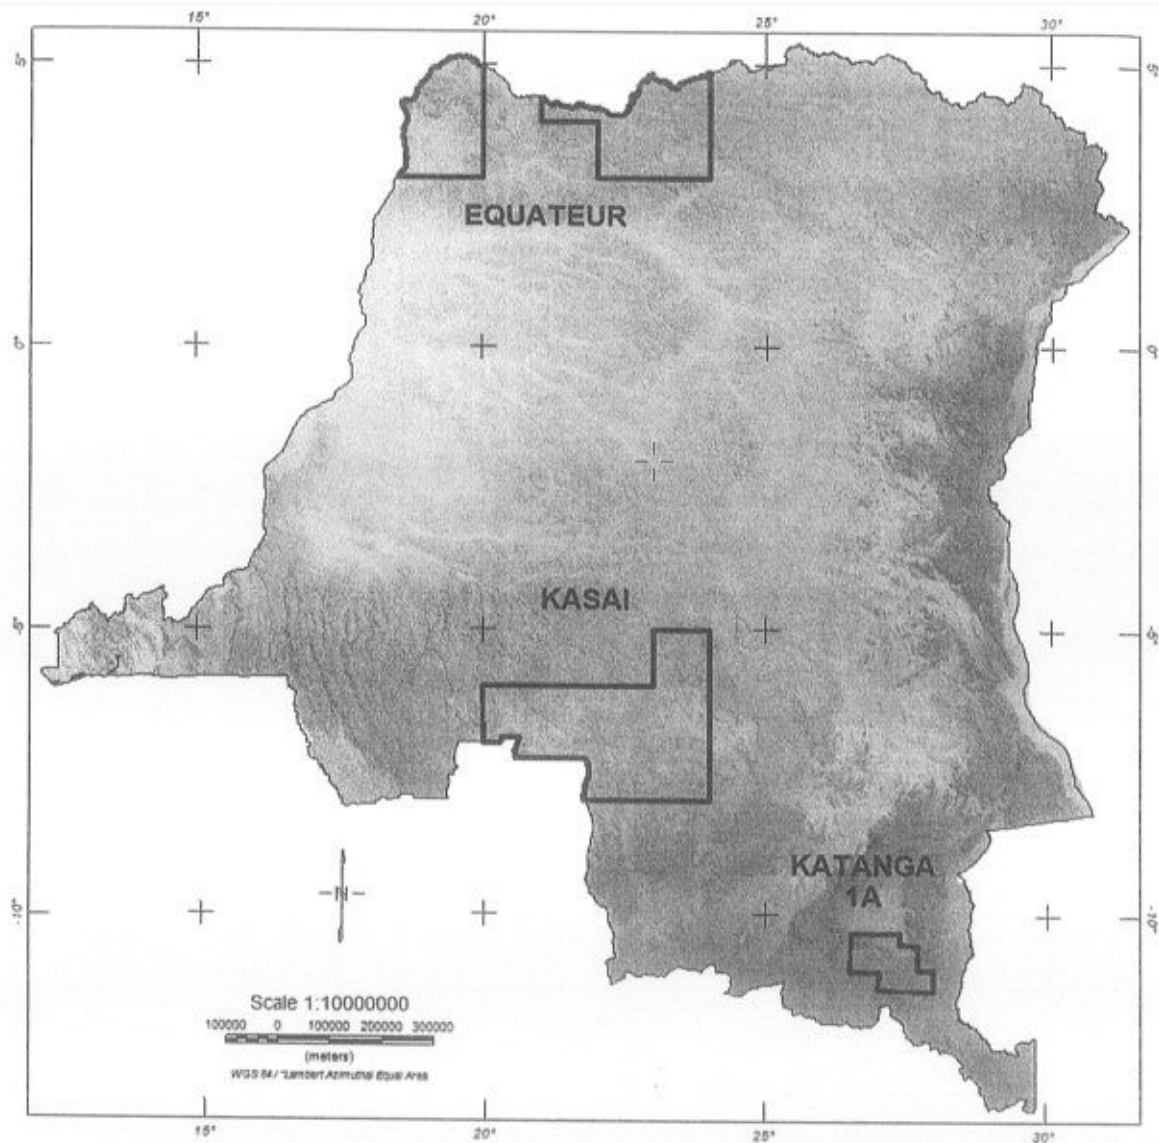 15° 20° 25° 30°
5° 5°
EQUATEUR
0° 0°
KASAI
-5° -5°
KATANGA
1A
-10° -10°
N
Scale 1:10000000
100000 0 100000 200000 300000
(meters)
WGS 84 / *Lambert Azimuthal Equal Area
15° 20° 25° 30°